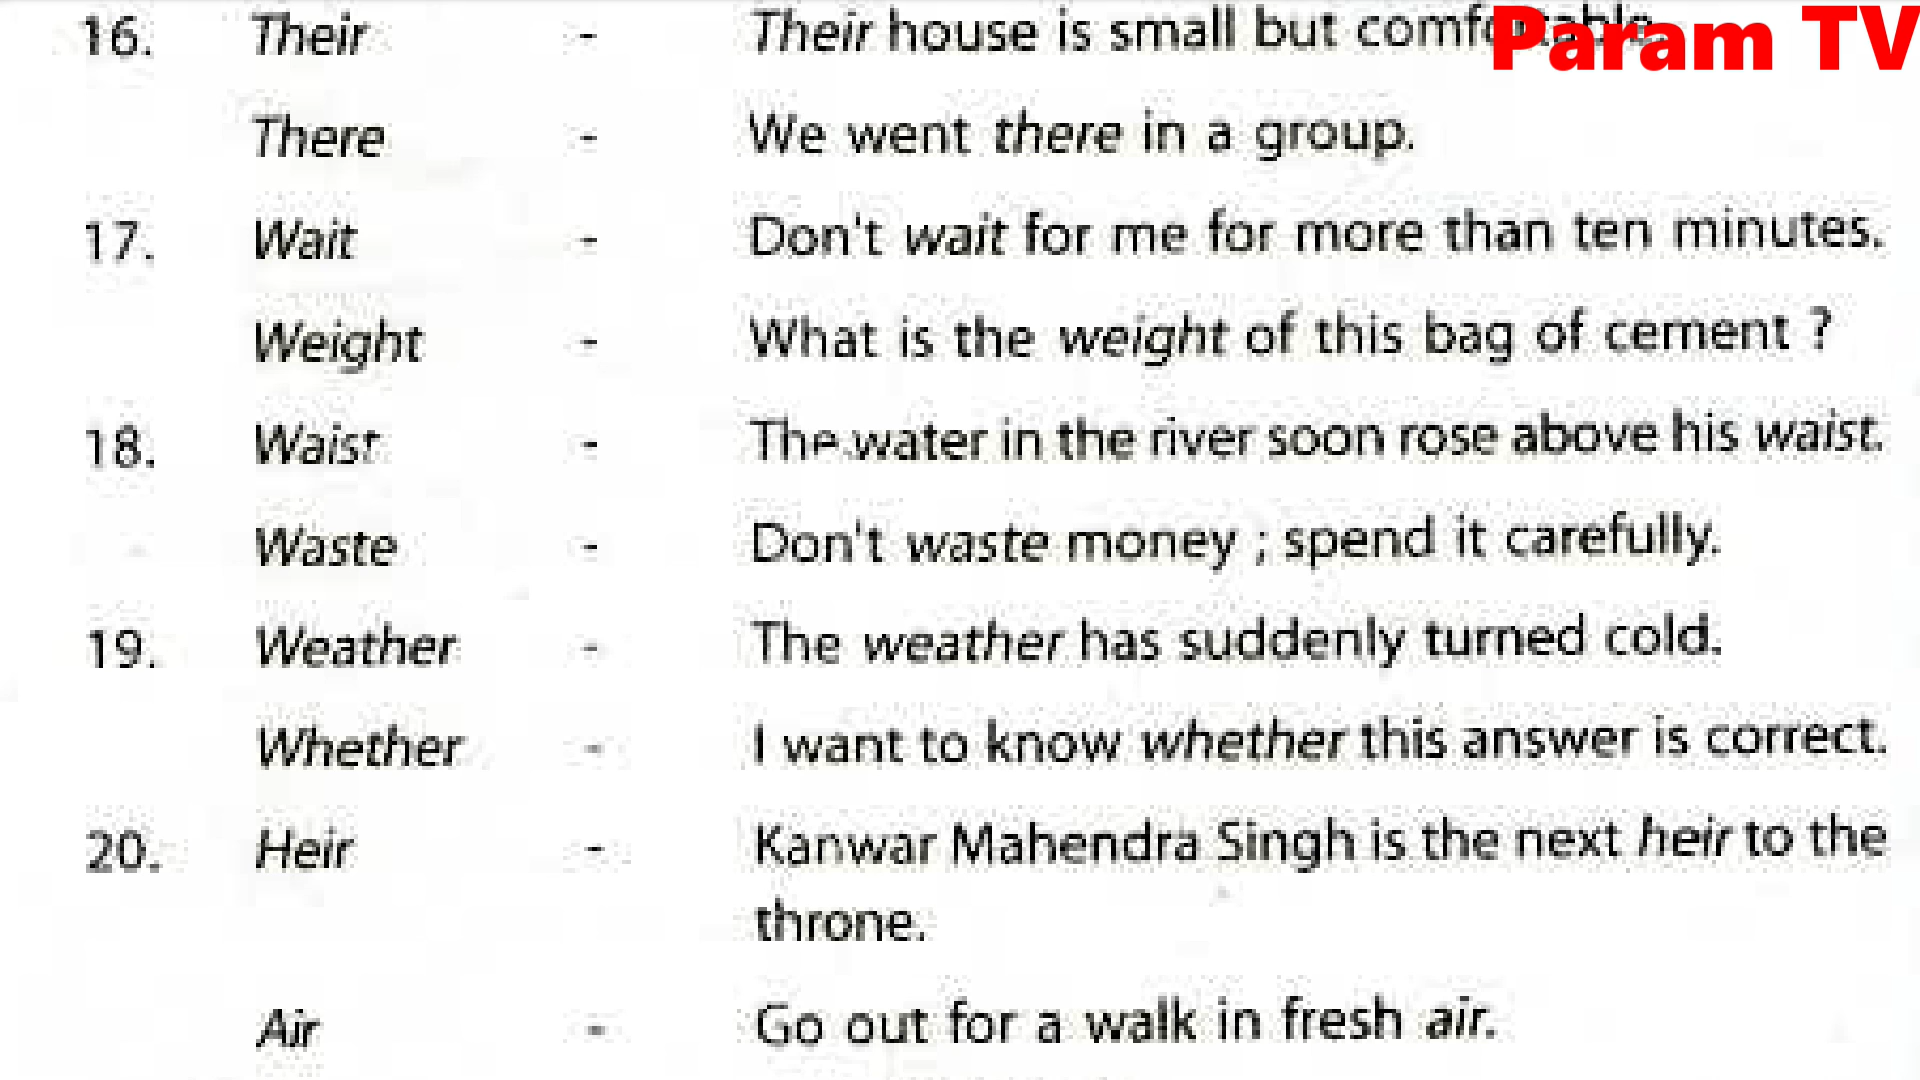 16. Their - Their house is small but comfortable.
Param TV
There - We went there in a group.
17. Wait - Don't wait for me for more than ten minutes.
Weight - What is the weight of this bag of cement ?
18. Waist - The water in the river soon rose above his waist.
Waste - Don't waste money ; spend it carefully.
19. Weather - The weather has suddenly turned cold.
Whether - I want to know whether this answer is correct.
20. Heir - Kanwar Mahendra Singh is the next heir to the
throne.
Air - Go out for a walk in fresh air.